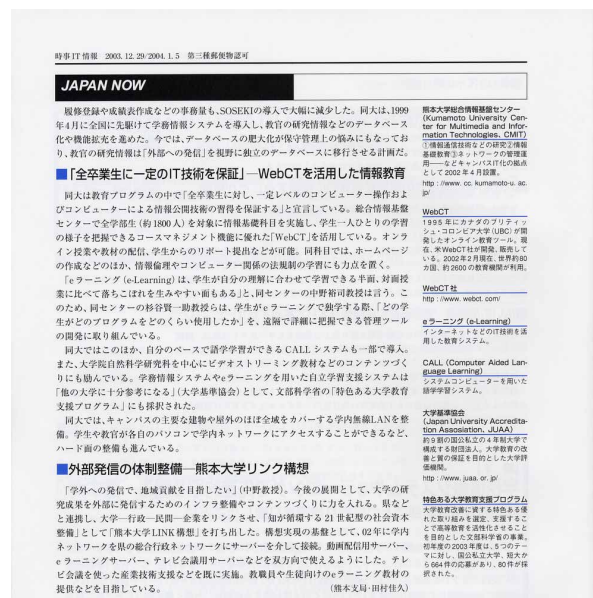 時事IT情報 2003.12.29/2004.1.5 第三種郵便物認可
JAPAN NOW
履修登録や成績表作成などの事務量も、SOSEKIの導入で大幅に減少した。同大は、1999
年4月に全国に先駆けて学務情報システムを導入し、教官の研究情報などのデータベース
化や機能拡充を進めた。今では、データベースの肥大化が保守管理上の悩みにもなってお
り、教官の研究情報は「外部への発信」を視野に独立のデータベースに移行させる計画だ。
■「全卒業生に一定のIT技術を保証」―WebCTを活用した情報教育
同大は教育プログラムの中で「全卒業生に対し、一定レベルのコンピューター操作およ
びコンピューターによる情報公開技術の習得を保証する」と宣言している。総合情報基盤
センターで全学部生(約1800人)を対象に情報基礎科目を実施し、学生一人ひとりの学習
の様子を把握できるコースマネジメント機能に優れた「WebCT」を活用している。オンラ
イン授業や教材の配信、学生からのリポート提出などが可能。同科目では、ホームページ
の作成などのほか、情報倫理やコンピューター関係の法規制の学習にも力点を置く。
「eラーニング(e-Learning)は、学生が自分の理解に合わせて学習できる半面、対面授
業に比べて落ちこぼれを生みやすい面もある」と、同センターの中野裕司教授は言う。こ
のため、同センターの杉谷賢一助教授らは、学生がeラーニングで独学する際、「どの学
生がどのプログラムをどのくらい使用したか」を、遠隔で詳細に把握できる管理ツール
の開発に取り組んでいる。
同大ではこのほか、自分のペースで語学学習ができるCALLシステムも一部で導入。
また、大学院自然科学研究科を中心にビデオストリーミング教材などのコンテンツづく
りにも励んでいる。学務情報システムやeラーニングを用いた自立学習支援システムは
「他の大学に十分参考になる」(大学基準協会)として、文部科学省の「特色ある大学教育
支援プログラム」にも採択された。
同大では、キャンパスの主要な建物や屋外のほぼ全域をカバーする学内無線LANを整
備。学生や教官が各自のパソコンで学内ネットワークにアクセスすることができるなど、
ハード面の整備も進んでいる。
■外部発信の体制整備―熊本大学リンク構想
「学外への発信で、地域貢献を目指したい」(中野教授)。今後の展開として、大学の研
究成果を外部に発信するためのインフラ整備やコンテンツづくりに力を入れる。県など
と連携し、大学―行政―民間―企業をリンクさせ、「知が循環する21世紀型の社会資本
整備」として「熊本大学LINK構想」を打ち出した。構想実現の基盤として、02年に学内
ネットワークを県の総合行政ネットワークにサーバーを介して接続。動画配信用サーバー、
eラーニングサーバー、テレビ会議用サーバーなどを双方向で使えるようにした。テレ
ビ会議を使った産業技術支援などを既に実施。教職員や生徒向けのeラーニング教材の
提供などを目指している。 (熊本支局・田村佳久)
熊本大学総合情報基盤センター
(Kumamoto University Cen-
ter for Multimedia and Infor-
mation Technologies、CMIT)
①情報通信技術などの研究②情報
基礎教育③ネットワークの管理運
用――などキャンパスIT化の拠点
として2002年4月設置。
http://www.cc.kumamoto-u.ac.
jp/
WebCT
1995年にカナダのブリティッ
シュ・コロンビア大学(UBC)が開
発したオンライン教育ツール。現
在、米WebCT社が開発、販売して
いる。2002年2月現在、世界約80
カ国、約2600の教育機関が利用。
WebCT社
http://www.webct.com/
eラーニング(e-Learning)
インターネットなどのIT技術を活
用した教育システム。
CALL(Computer Aided Lan-
guage Learning)
システムコンピューターを用いた
語学学習システム。
大学基準協会
(Japan University Accredita-
tion Assosiation、JUAA)
約9割の国公私立の4年制大学で
構成する財団法人。大学教育の改
善と質の保証を目的とした大学評
価機関。
http://www.juaa.or.jp/
特色ある大学教育支援プログラム
大学教育改善に資する特色ある優
れた取り組みを選定、支援するこ
とで高等教育を活性化させること
を目的とした文部科学省の事業。
初年度の2003年度は、5つのテー
マに対し、国公私立大学、短大か
ら664件の応募があり、80件が採
択された。